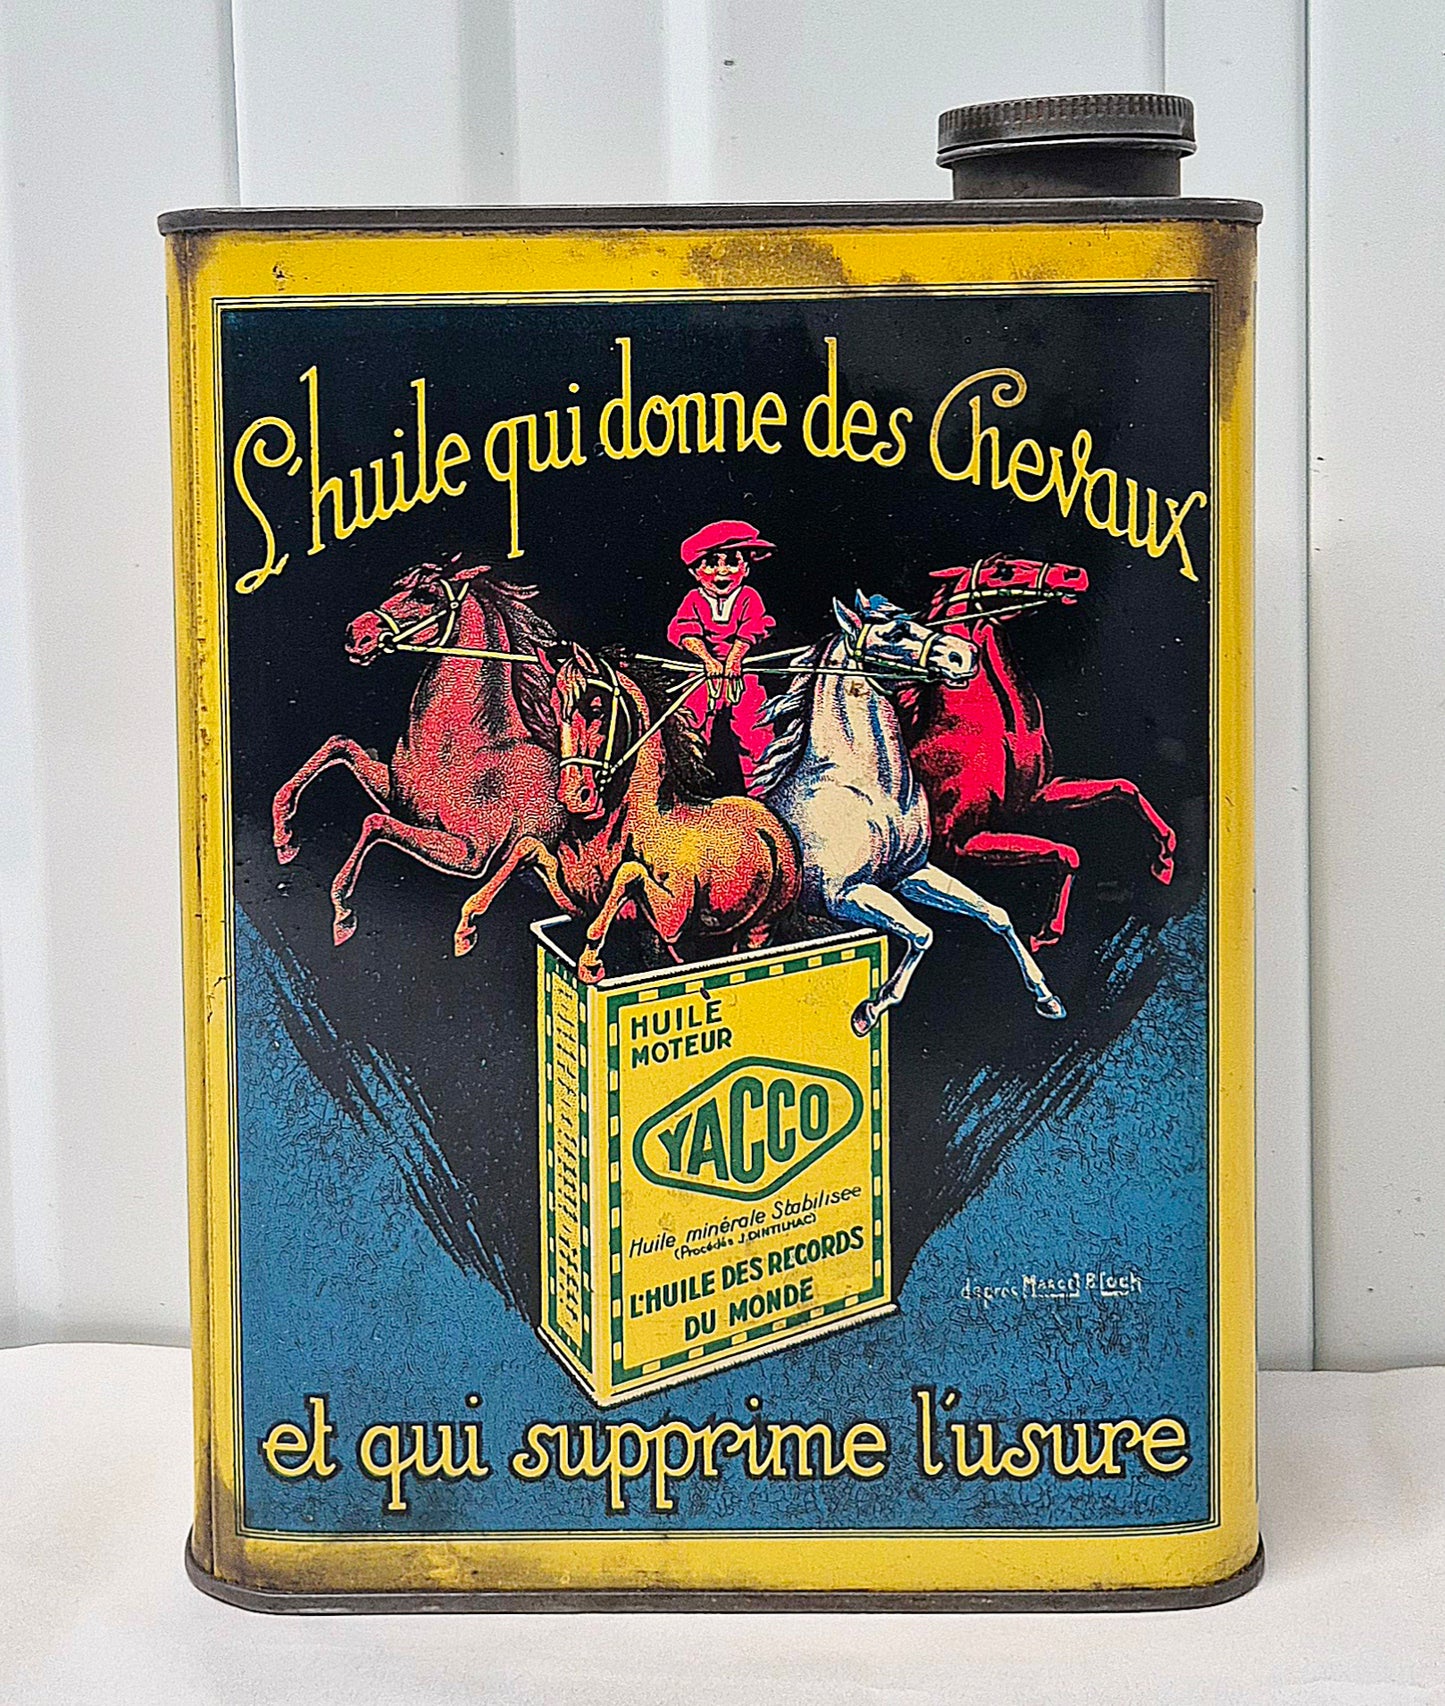 L'huile qui donne des Chevaux
HUILE
MOTEUR
YACCO
Huile minérale Stabilisee
(Procédés J. DINTILHAC)
L'HUILE DES RECORDS
DU MONDE
d'après Marcel Bloch
et qui supprime l'usure